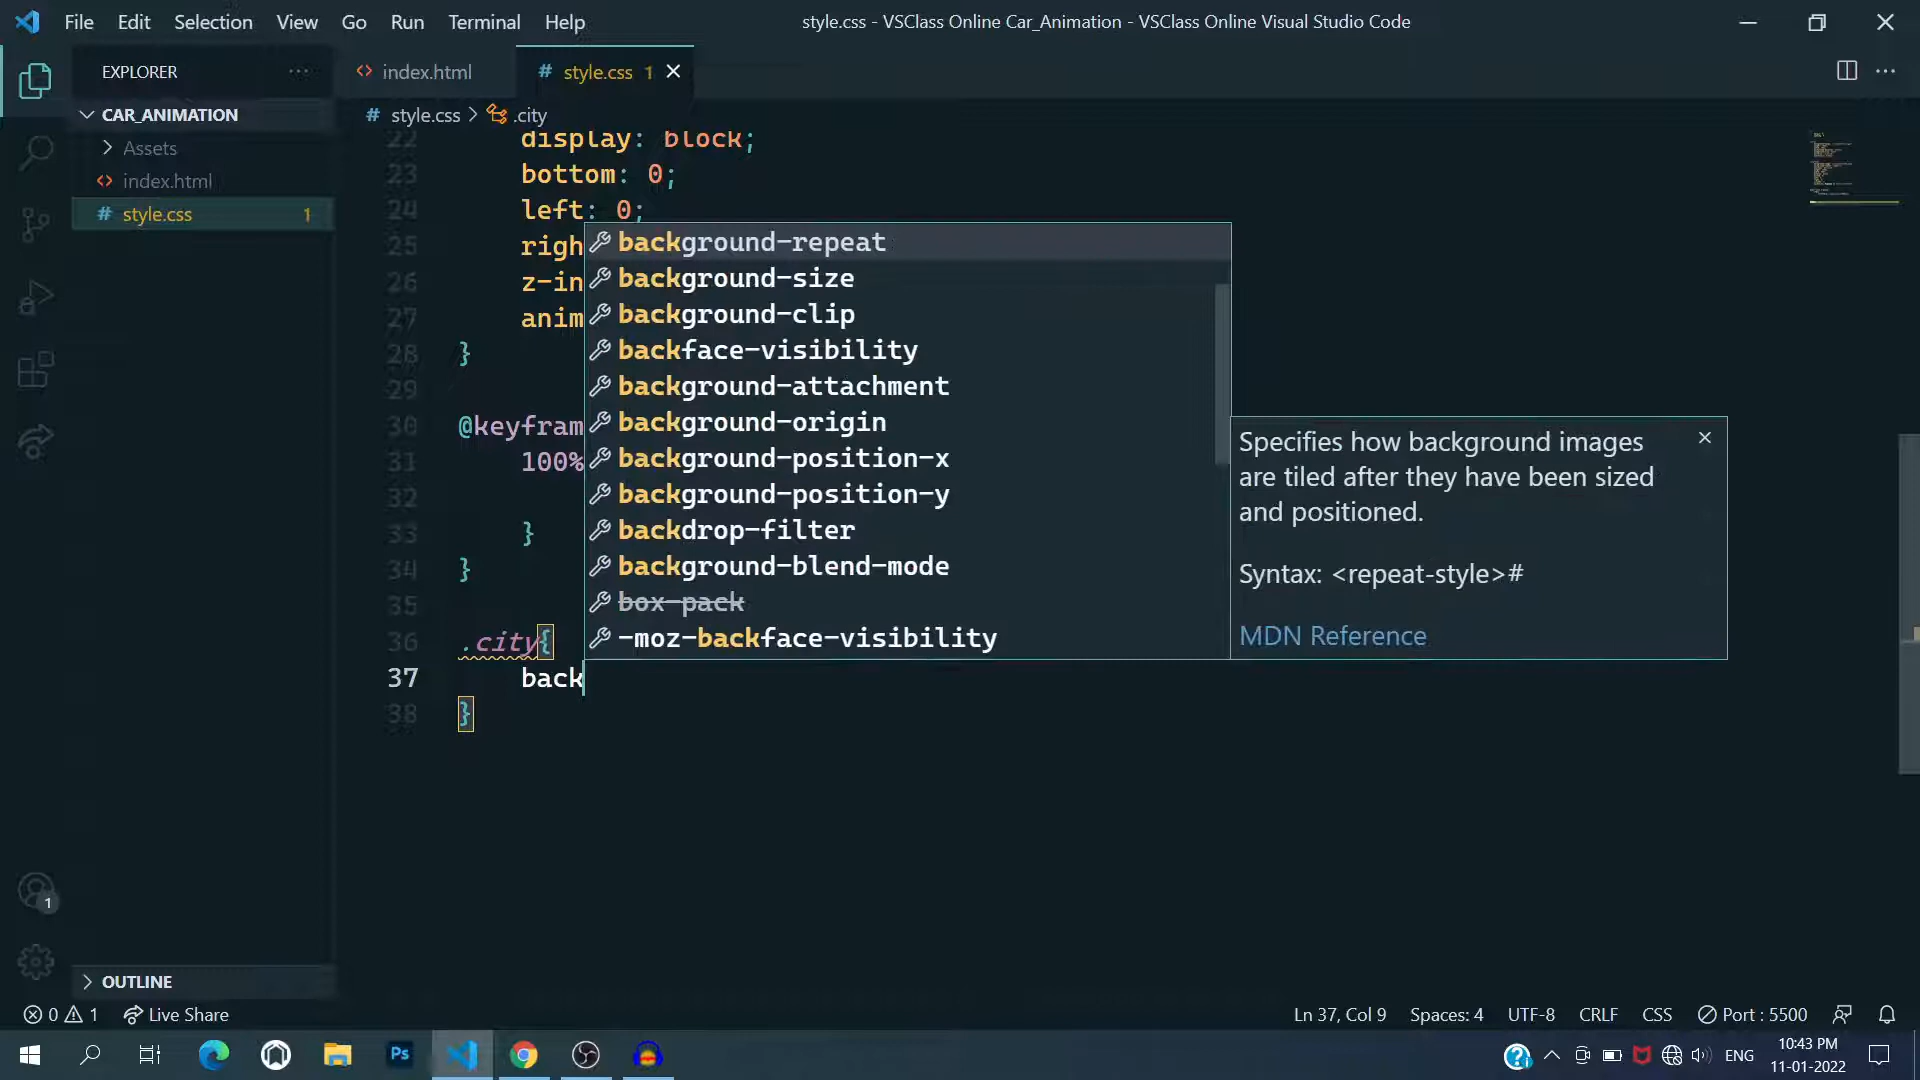 File Edit Selection View Go Run Terminal Help
style.css - VSClass Online Car_Animation - VSClass Online Visual Studio Code
EXPLORER
index.html
# style.css 1
CAR_ANIMATION
Assets
index.html
# style.css 1
OUTLINE
# style.css > .city
22 display: block;
23 bottom: 0;
24 left: 0;
25 righ
26 z-in
27 anim
28 }
29
30 @keyfram
31 100%
32
33 }
34 }
35
36 .city{
37 back
38 }
background-repeat
background-size
background-clip
backface-visibility
background-attachment
background-origin
background-position-x
background-position-y
backdrop-filter
background-blend-mode
box-pack
-moz-backface-visibility
Specifies how background images
are tiled after they have been sized
and positioned.
Syntax: <repeat-style>#
MDN Reference
1
0 1 Live Share
Ln 37, Col 9 Spaces: 4 UTF-8 CRLF CSS Port : 5500
Ps
ENG
10:43 PM
11-01-2022